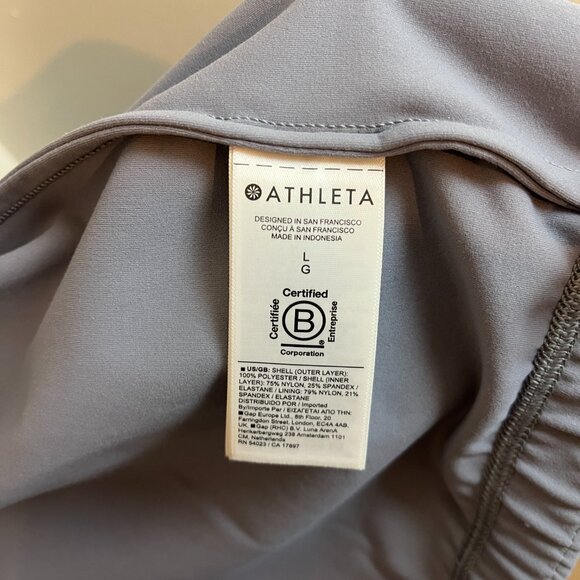 ATHLETA
DESIGNED IN SAN FRANCISCO
CONÇU À SAN FRANCISCO
MADE IN INDONESIA
L
G
Certified
Certifiée
B
Entreprise
®
Corporation
■ US/GB: SHELL (OUTER LAYER):
100% POLYESTER / SHELL (INNER
LAYER): 75% NYLON, 25% SPANDEX /
ELASTANE / LINING: 79% NYLON, 21%
SPANDEX / ELASTANE
DISTRIBUIDO POR / Imported
By/Importe Par / ΕΙΣΑΓΕΤΑΙ ΑΠΟ ΤΗΝ:
■ Gap Europe Ltd., 8th Floor, 20
Farringdon Street, London, EC4A 4AB,
UK. ■ Gap (RHC) B.V. Luna ArenA
Herikerbergweg 238 Amsterdam 1101
CM, Netherlands
RN 54023 / CA 17897